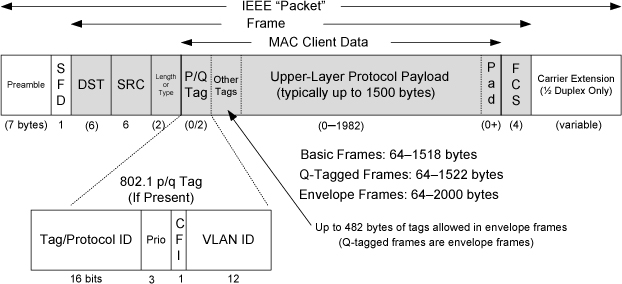 IEEE “Packet”
Frame
MAC Client Data
Preamble
S
F
D
DST
SRC
Length
or
Type
P/Q
Tag
Other
Tags
Upper-Layer Protocol Payload
(typically up to 1500 bytes)
P
a
d
F
C
S
Carrier Extension
(½ Duplex Only)
(7 bytes)
1
(6)
6
(2)
(0/2)
(0—1982)
(0+)
(4)
(variable)
Basic Frames: 64–1518 bytes
Q-Tagged Frames: 64–1522 bytes
Envelope Frames: 64–2000 bytes
802.1 p/q Tag
(If Present)
Up to 482 byte of tags allowed in envelope frames
(Q-tagged frames are envelope frames)
Tag/Protocol ID
Prio
C
F
I
VLAN ID
16 bits
3
1
12